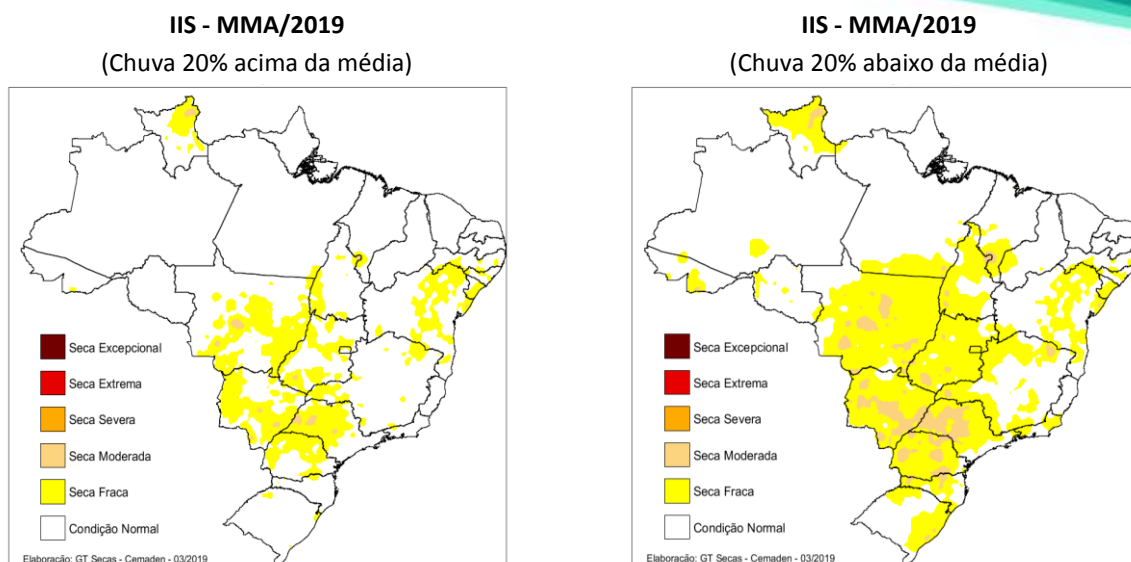 IIS - MMA/2019
(Chuva 20% acima da média)
Seca Excepcional
Seca Extrema
Seca Severa
Seca Moderada
Seca Fraca
Condição Normal
Elaboração: GT Secas - Cemaden - 03/2019
IIS - MMA/2019
(Chuva 20% abaixo da média)
Seca Excepcional
Seca Extrema
Seca Severa
Seca Moderada
Seca Fraca
Condição Normal
Elaboração: GT Secas - Cemaden - 03/2019